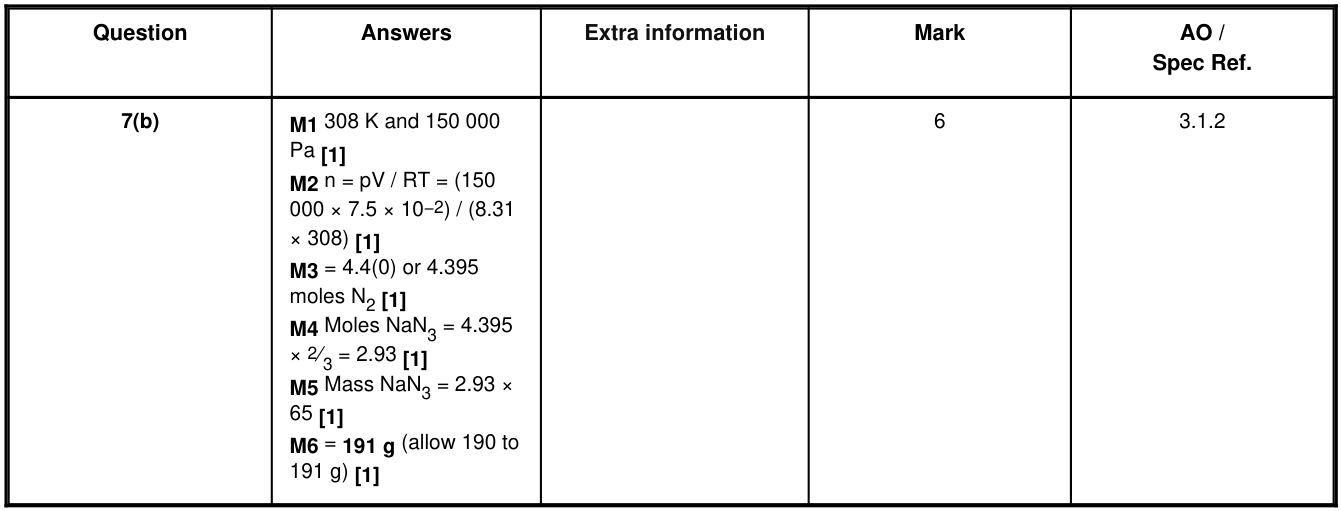 Question Answers Extra information Mark AO /
Spec Ref.
7(b) M1 308 K and 150 000 6 3.1.2
Pa [1]
M2 n = pV / RT = (150
000 × 7.5 × 10−2) / (8.31
× 308) [1]
M3 = 4.4(0) or 4.395
moles N2 [1]
M4 Moles NaN3 = 4.395
× 2⁄3 = 2.93 [1]
M5 Mass NaN3 = 2.93 ×
65 [1]
M6 = 191 g (allow 190 to
191 g) [1]